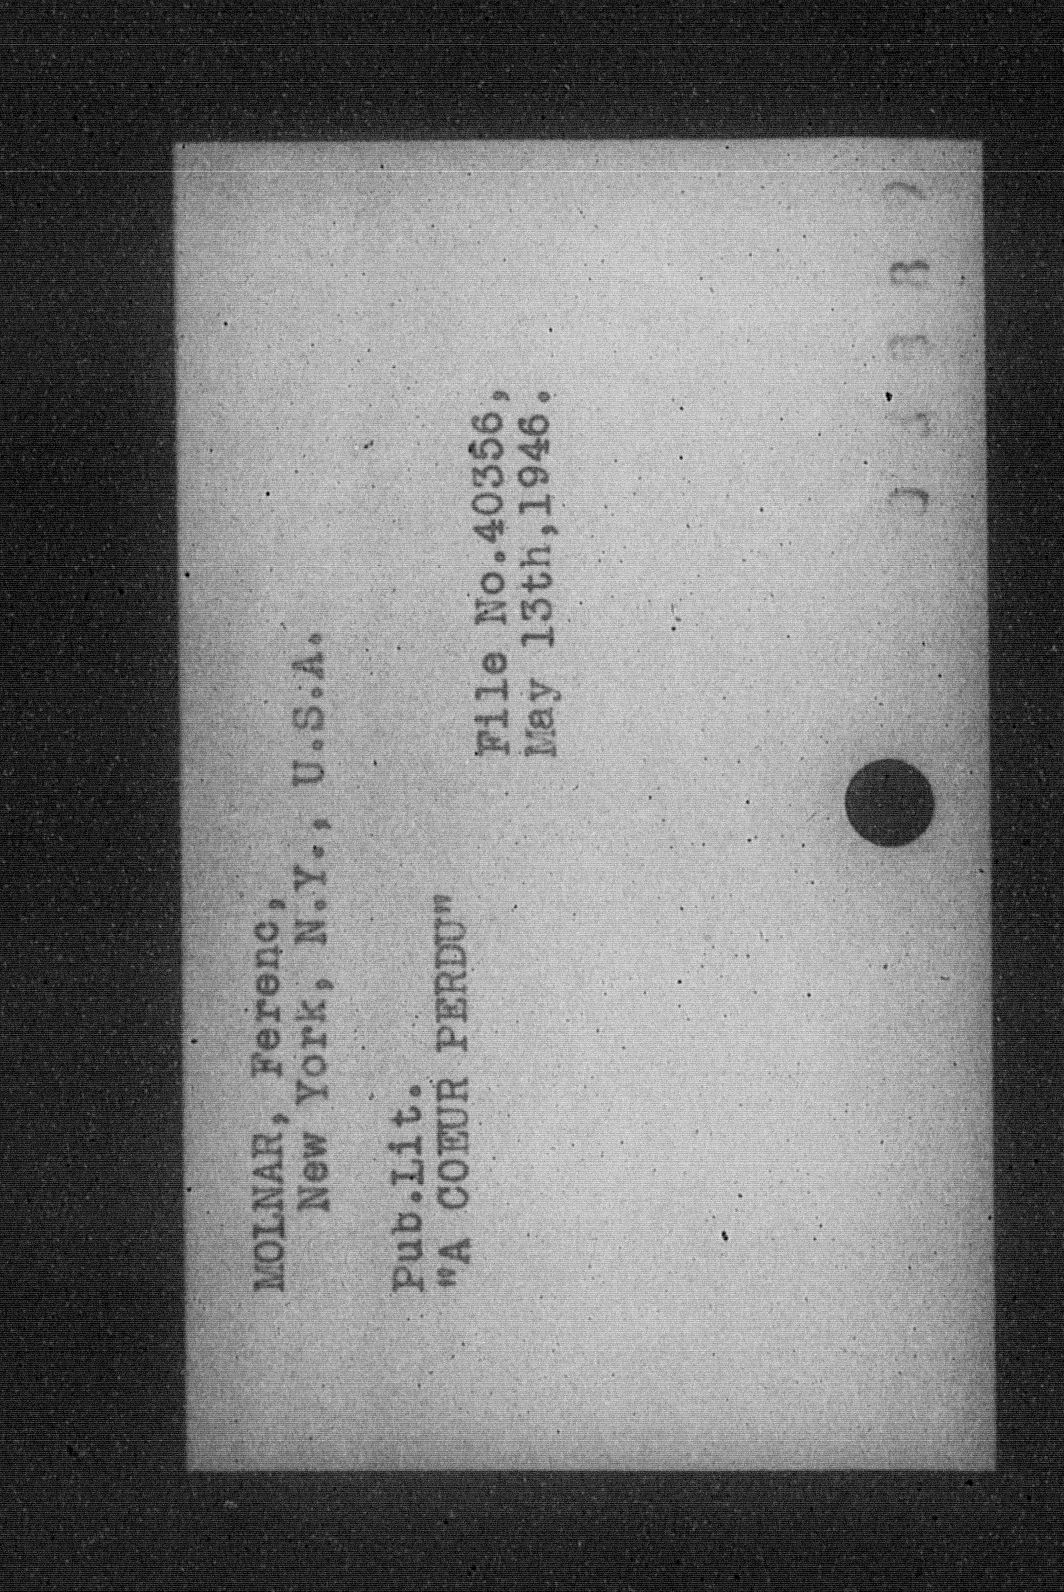 MOLNAR, Ferenc,
New York, N.Y., U.S.A.
Pub.Lit.
"A COEUR PERDU"
File No.40356,
May 13th,1946.